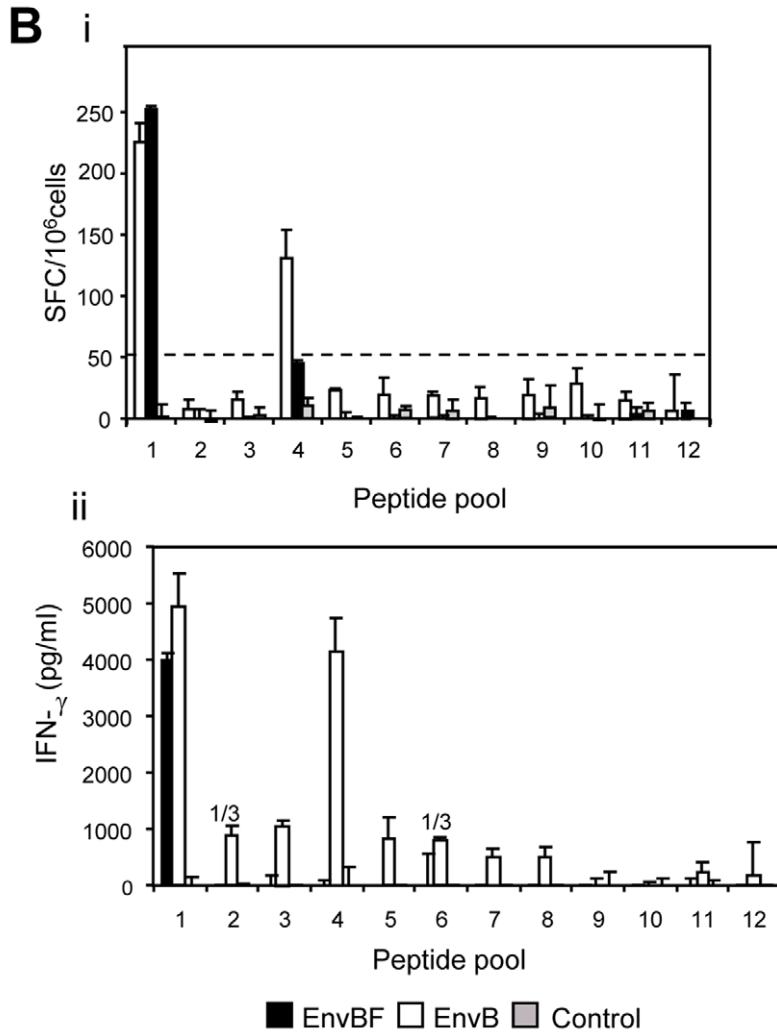 B i
250
200
150
100
50
0
SFC/10⁶cells
1 2 3 4 5 6 7 8 9 10 11 12
Peptide pool
ii
6000
5000
4000
3000
2000
1000
0
IFN-γ (pg/ml)
1/3 1/3
1 2 3 4 5 6 7 8 9 10 11 12
Peptide pool
EnvBF EnvB Control